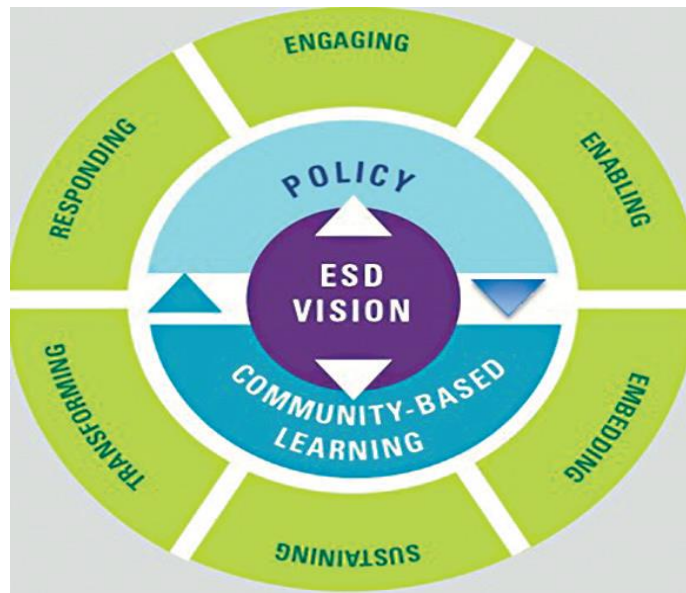 ENGAGING
RESPONDING
ENABLING
POLICY
ESD
VISION
COMMUNITY-BASED
LEARNING
TRANSFORMING
EMBEDDING
SUSTAINING